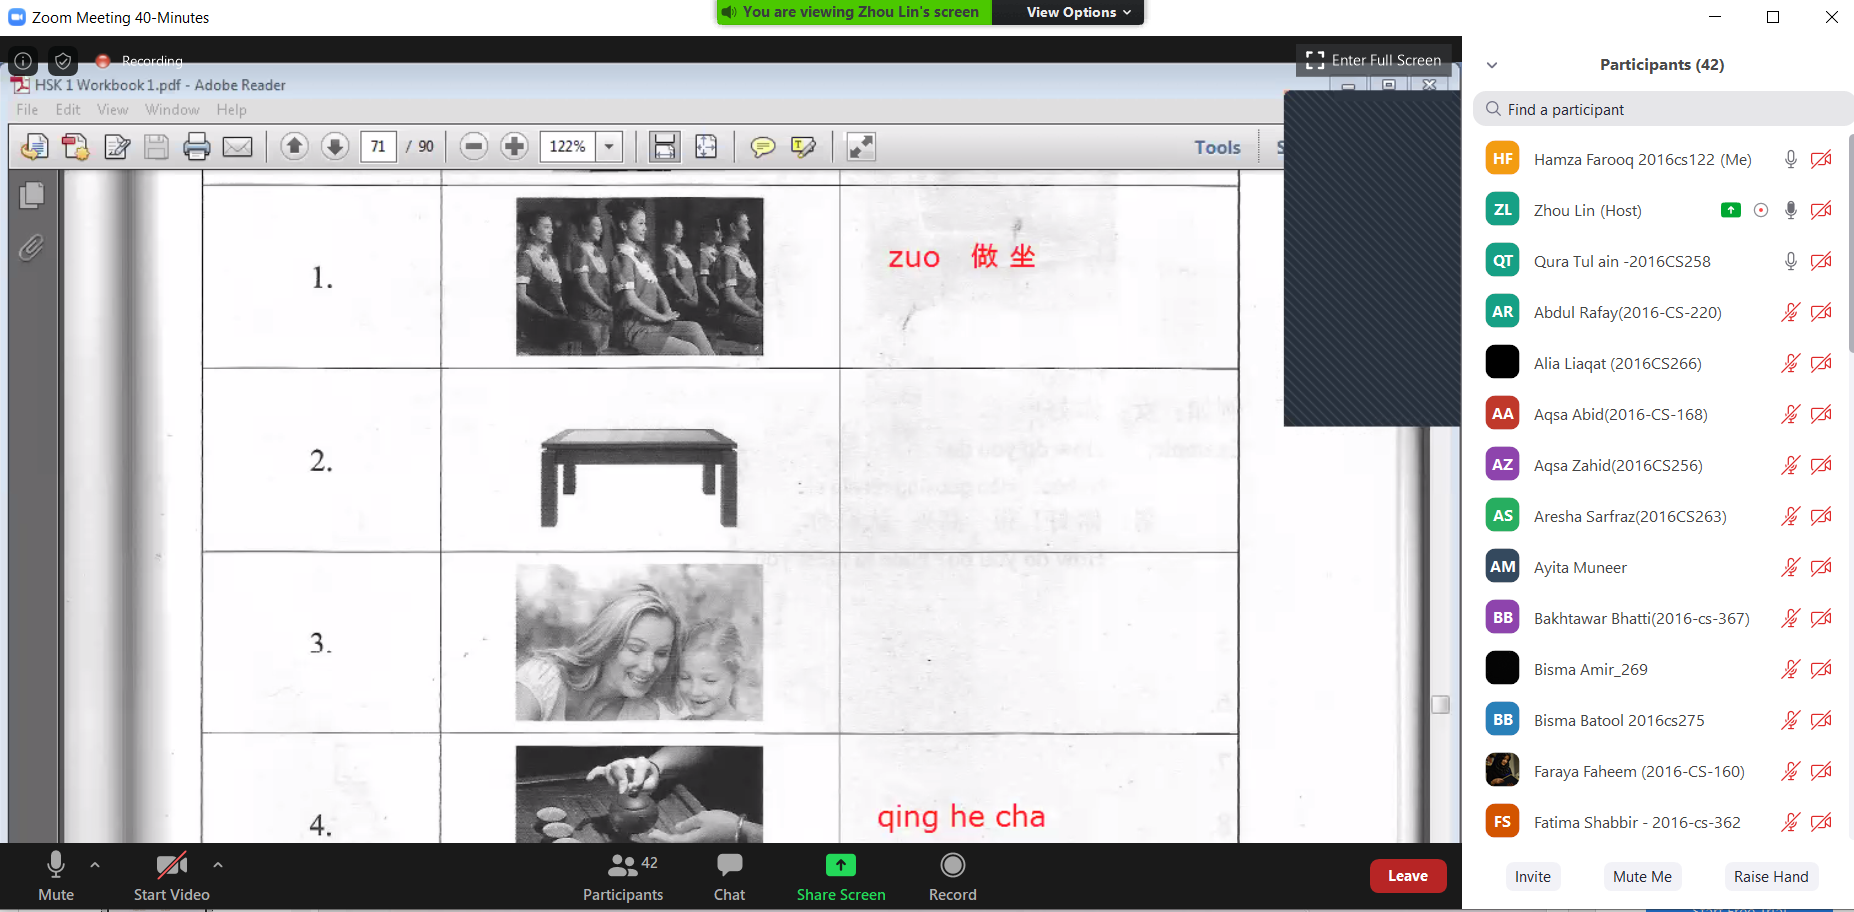 Zoom Meeting 40-Minutes
You are viewing Zhou Lin's screen
View Options
Recording
Enter Full Screen
HSK 1 Workbook 1.pdf - Adobe Reader
File Edit View Window Help
71 / 90
122%
Tools
1.
zuo 做 坐
2.
3.
4.
qing he cha
Participants (42)
Find a participant
HF Hamza Farooq 2016cs122 (Me)
ZL Zhou Lin (Host)
QT Qura Tul ain -2016CS258
AR Abdul Rafay(2016-CS-220)
Alia Liaqat (2016CS266)
AA Aqsa Abid(2016-CS-168)
AZ Aqsa Zahid(2016CS256)
AS Aresha Sarfraz(2016CS263)
AM Ayita Muneer
BB Bakhtawar Bhatti(2016-cs-367)
Bisma Amir_269
BB Bisma Batool 2016cs275
Faraya Faheem (2016-CS-160)
FS Fatima Shabbir - 2016-cs-362
Invite Mute Me Raise Hand
Mute
Start Video
42
Participants
Chat
Share Screen
Record
Leave